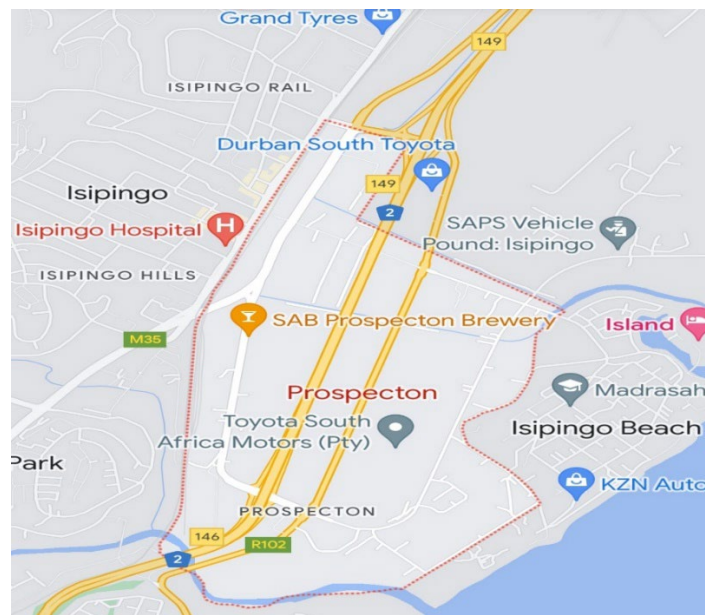 Grand Tyres
149
ISIPINGO RAIL
Durban South Toyota
149
Isipingo
2
Isipingo Hospital
H
SAPS Vehicle
Pound: Isipingo
ISIPINGO HILLS
SAB Prospecton Brewery
Island
M35
Prospecton
Madrasah
Toyota South
Africa Motors (Pty)
Isipingo Beach
Park
KZN Auto
PROSPECTON
146
R102
2